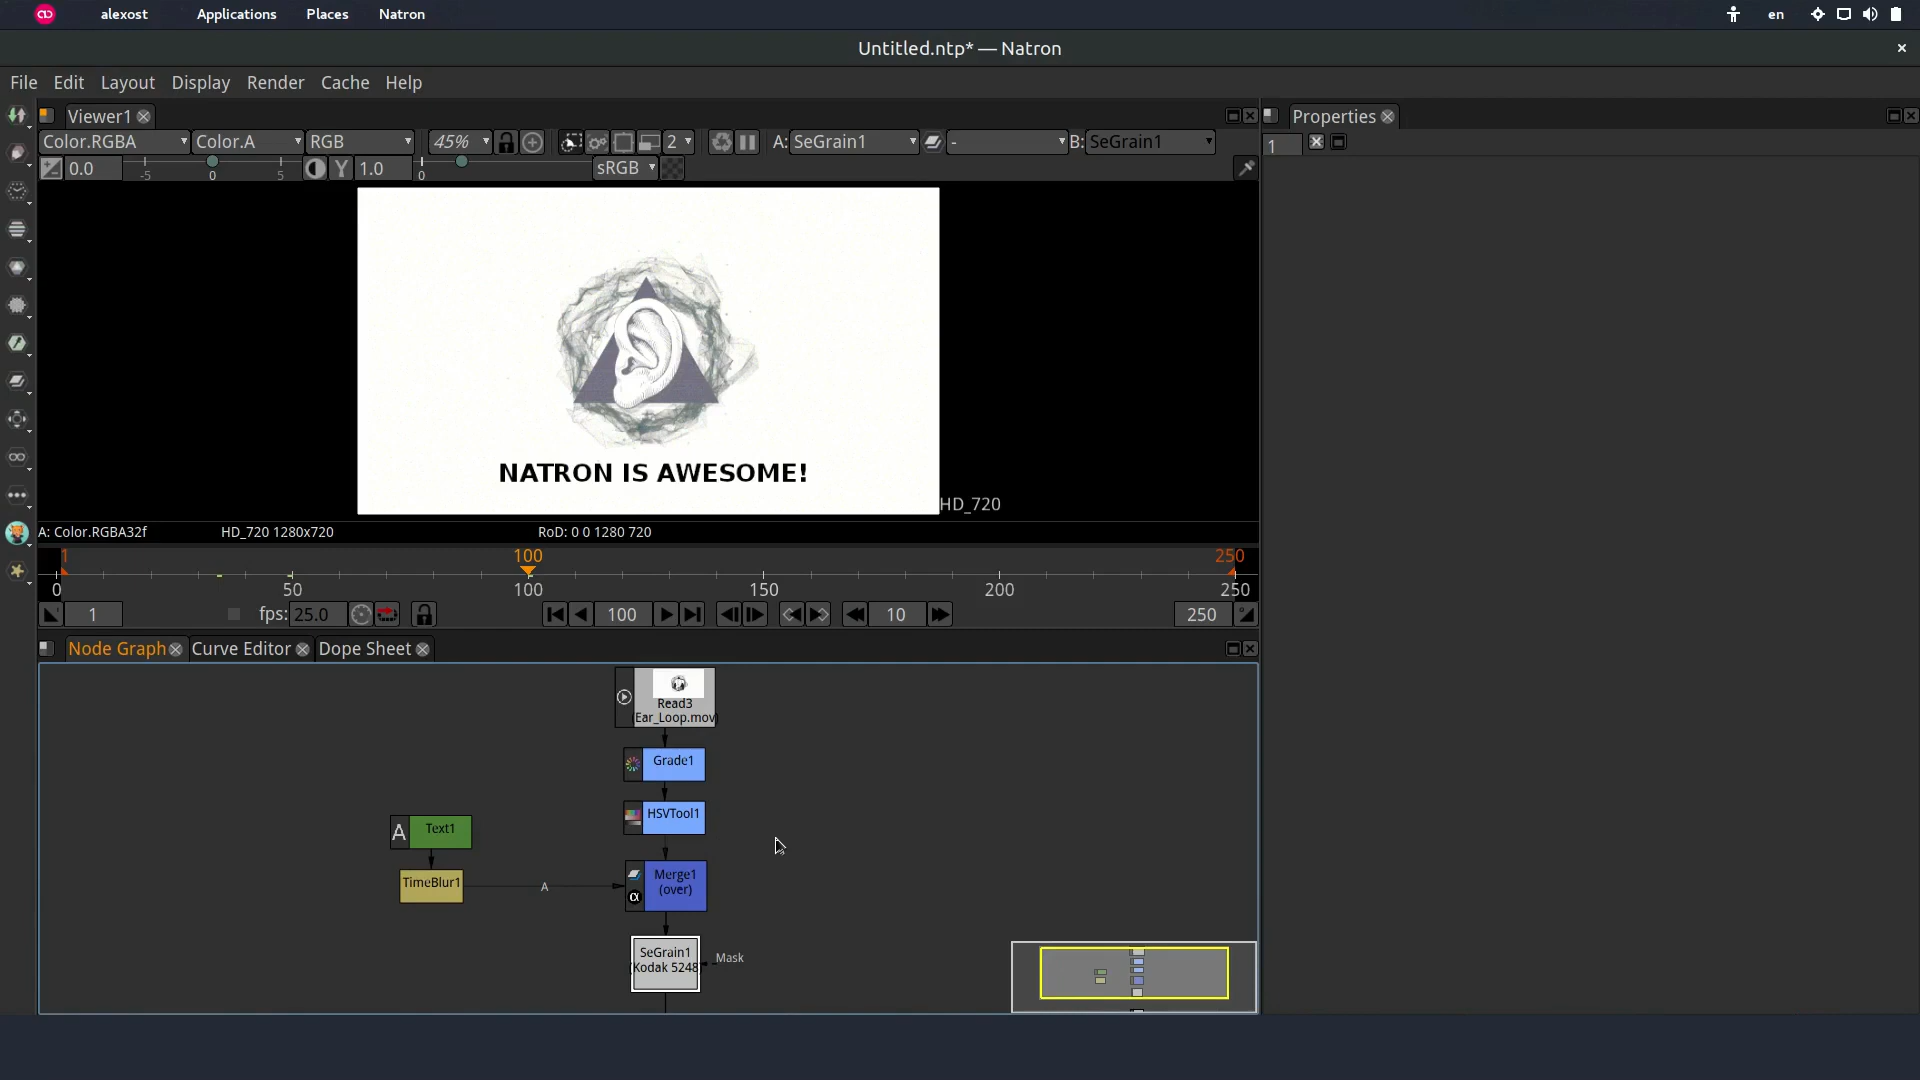 alexost Applications Places Natron en
Untitled.ntp* — Natron
File Edit Layout Display Render Cache Help
Viewer1
Properties
Color.RGBA Color.A RGB 45% 2 A: SeGrain1 - B: SeGrain1
1
0.0 -5 0 5 Y 1.0 0 sRGB
NATRON IS AWESOME!
HD_720
A: Color.RGBA32f HD_720 1280x720 RoD: 0 0 1280 720
1 100 250
0 50 100 150 200 250
1 fps: 25.0 100 10 250
Node Graph Curve Editor Dope Sheet
Read3
(Ear_Loop.mov)
Grade1
HSVTool1
A Text1
TimeBlur1
A
Merge1
(over)
α
SeGrain1
(Kodak 5248)
Mask